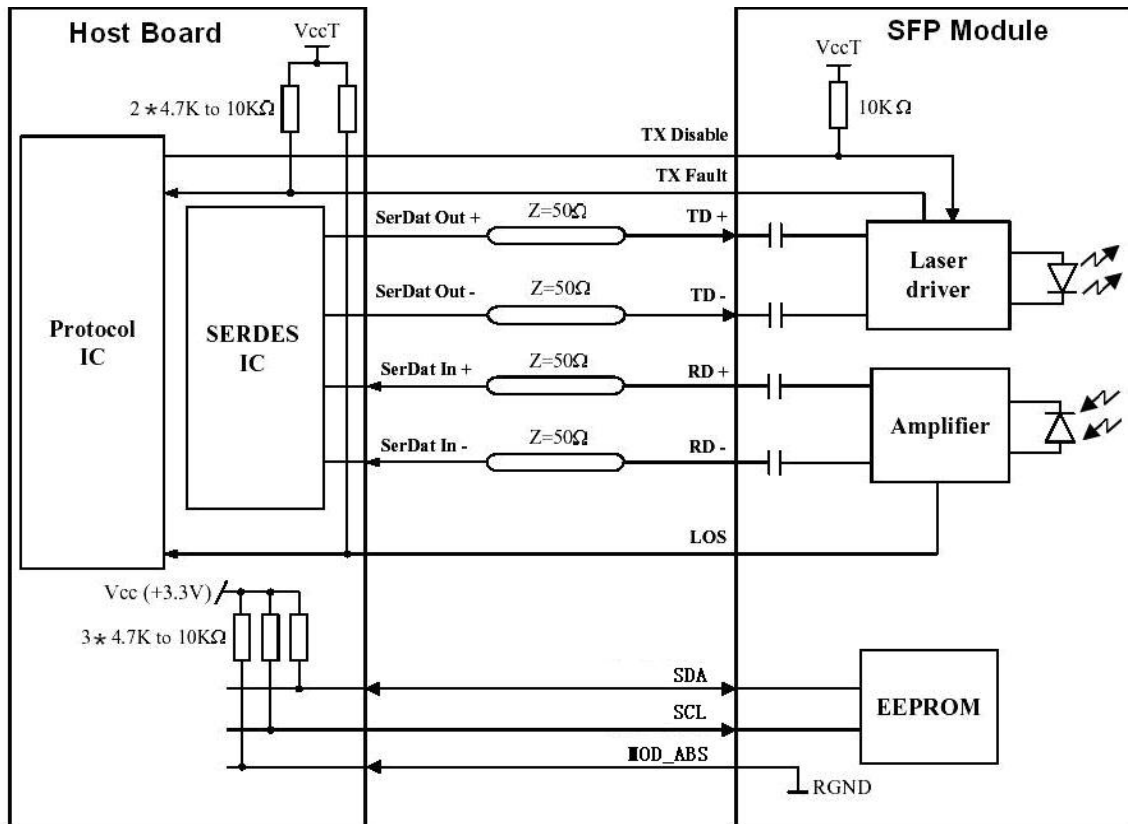 Host Board
SFP Module
VccT
VccT
2*4.7K to 10KΩ
10KΩ
TX Disable
TX Fault
SerDat Out +
Z=50Ω
TD +
SerDat Out -
Z=50Ω
TD -
Laser
driver
Protocol
IC
SERDES
IC
SerDat In +
Z=50Ω
RD +
SerDat In -
Z=50Ω
RD -
Amplifier
LOS
Vcc (+3.3V)
3*4.7K to 10KΩ
SDA
SCL
MOD_ABS
EEPROM
RGND